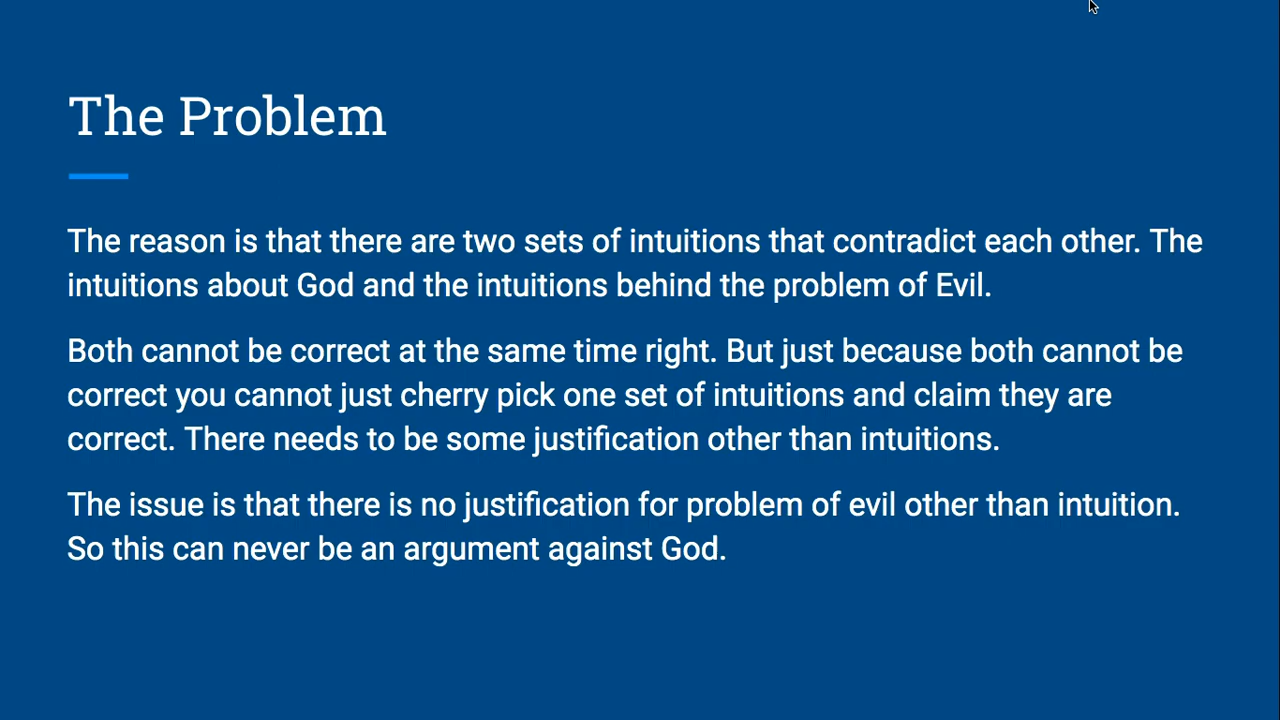 The Problem
The reason is that there are two sets of intuitions that contradict each other. The
intuitions about God and the intuitions behind the problem of Evil.
Both cannot be correct at the same time right. But just because both cannot be
correct you cannot just cherry pick one set of intuitions and claim they are
correct. There needs to be some justification other than intuitions.
The issue is that there is no justification for problem of evil other than intuition.
So this can never be an argument against God.